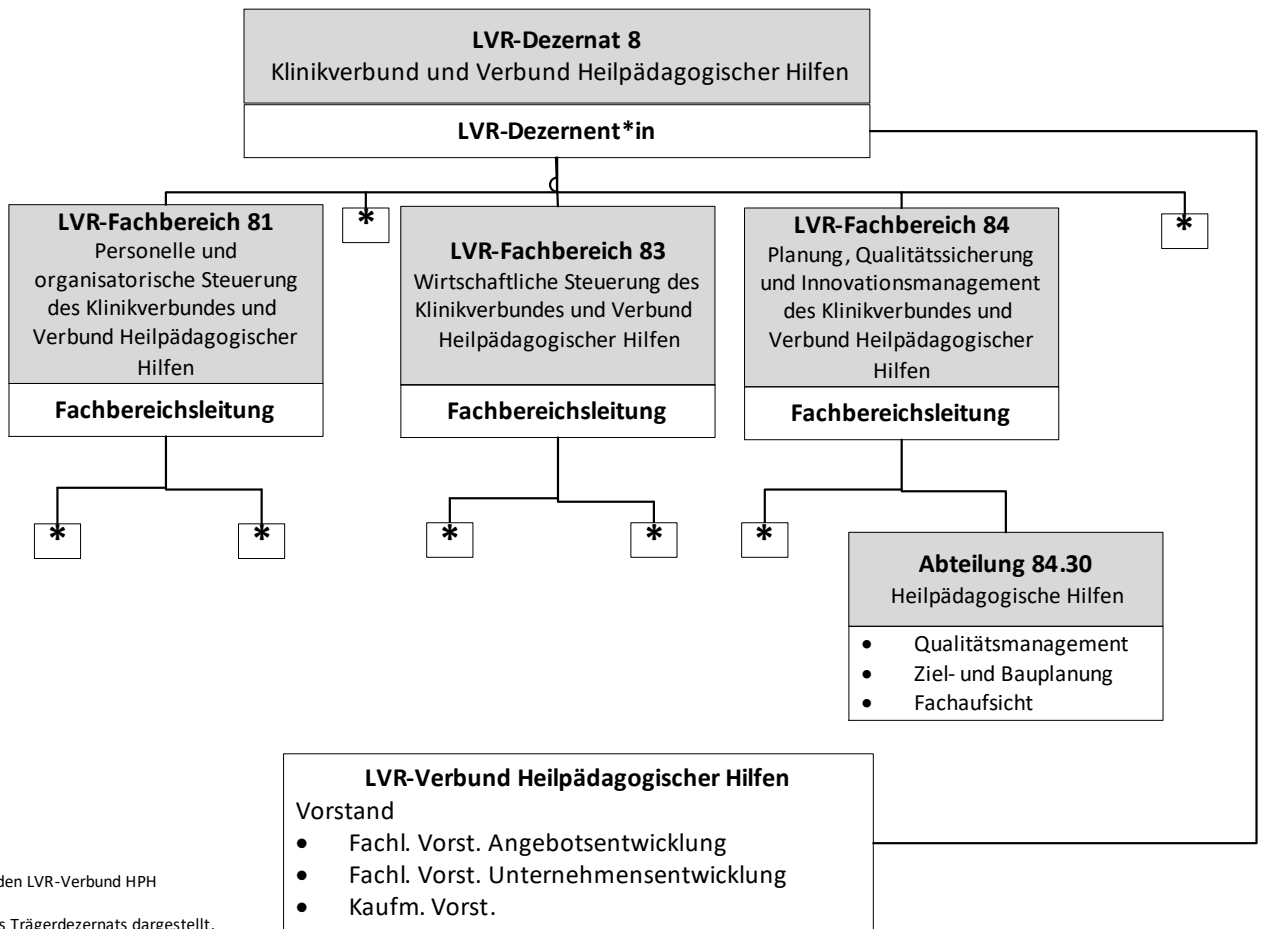 LVR-Dezernat 8
Klinikverbund und Verbund Heilpädagogischer Hilfen
LVR-Dezernent*in
LVR-Fachbereich 81
Personelle und
organisatorische Steuerung
des Klinikverbundes und
Verbund Heilpädagogischer
Hilfen
Fachbereichsleitung
*
LVR-Fachbereich 83
Wirtschaftliche Steuerung des
Klinikverbundes und Verbund
Heilpädagogischer Hilfen
Fachbereichsleitung
LVR-Fachbereich 84
Planung, Qualitätssicherung
und Innovationsmanagement
des Klinikverbundes und
Verbund Heilpädagogischer
Hilfen
Fachbereichsleitung
*
*
*
*
*
*
Abteilung 84.30
Heilpädagogische Hilfen
• Qualitätsmanagement
• Ziel- und Bauplanung
• Fachaufsicht
LVR-Verbund Heilpädagogischer Hilfen
Vorstand
• Fachl. Vorst. Angebotsentwicklung
• Fachl. Vorst. Unternehmensentwicklung
• Kaufm. Vorst.
den LVR-Verbund HPH
s Trägerdezernats dargestellt.